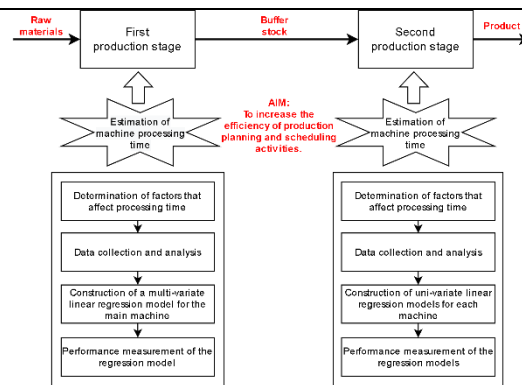 Raw
materials
First
production stage
Buffer
stock
Second
production stage
Product
Estimation of
machine processing
time
AIM:
To increase the
efficiency of production
planning and scheduling
activities.
Estimation of
machine processing
time
Determination of factors that
affect processing time
Data collection and analysis
Construction of a multi-variate
linear regression model for the
main machine
Performance measurement of the
regression model
Determination of factors that
affect processing time
Data collection and analysis
Construction of uni-variate linear
regression models for each
machine
Performance measurement of the
regression models